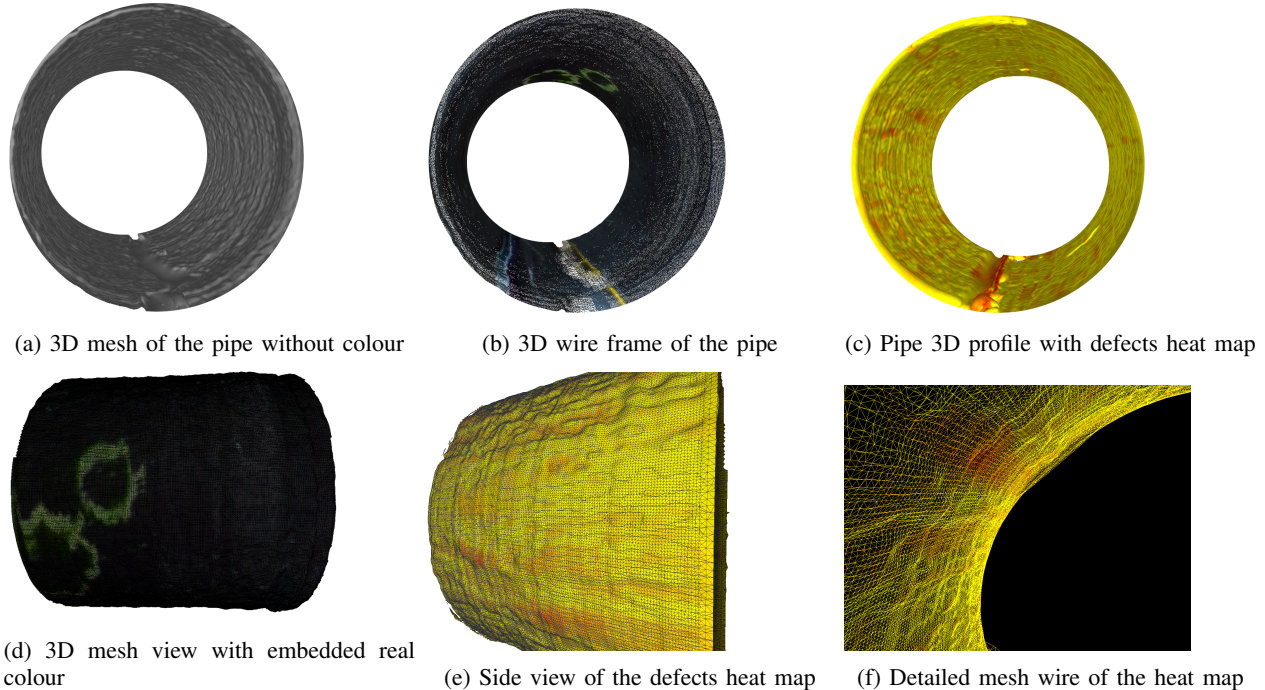 (a) 3D mesh of the pipe without colour
(b) 3D wire frame of the pipe
(c) Pipe 3D profile with defects heat map
(d) 3D mesh view with embedded real
colour
(e) Side view of the defects heat map
(f) Detailed mesh wire of the heat map